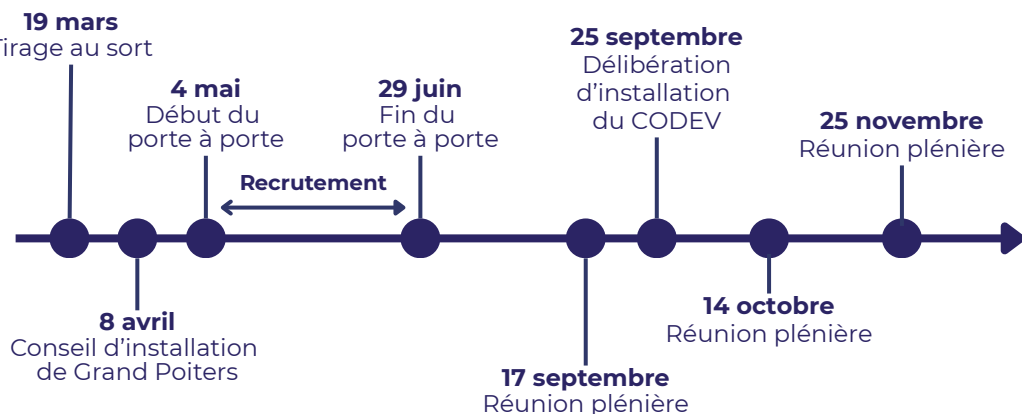 19 mars
Tirage au sort
8 avril
Conseil d'installation
de Grand Poiters
4 mai
Début du
porte à porte
Recrutement
29 juin
Fin du
porte à porte
17 septembre
Réunion plénière
25 septembre
Délibération
d'installation
du CODEV
14 octobre
Réunion plénière
25 novembre
Réunion plénière